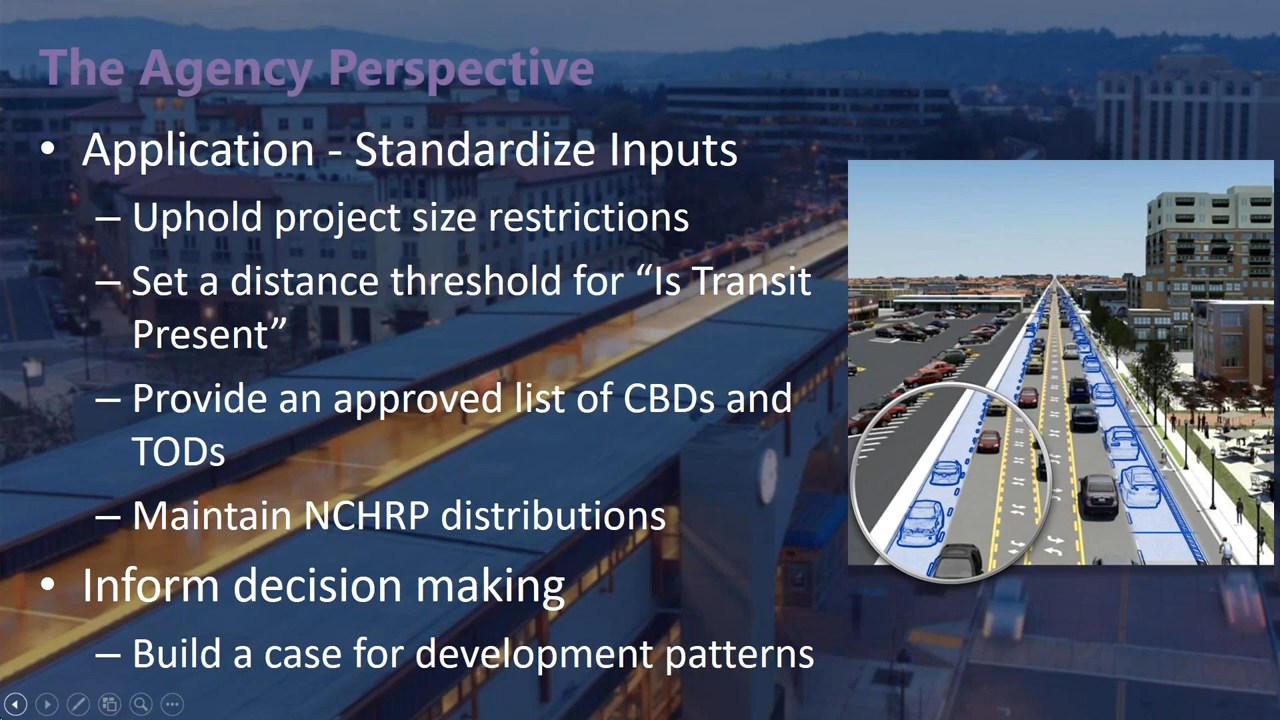 The Agency Perspective
• Application - Standardize Inputs
– Uphold project size restrictions
– Set a distance threshold for “Is Transit
Present”
– Provide an approved list of CBDs and
TODs
– Maintain NCHRP distributions
• Inform decision making
– Build a case for development patterns